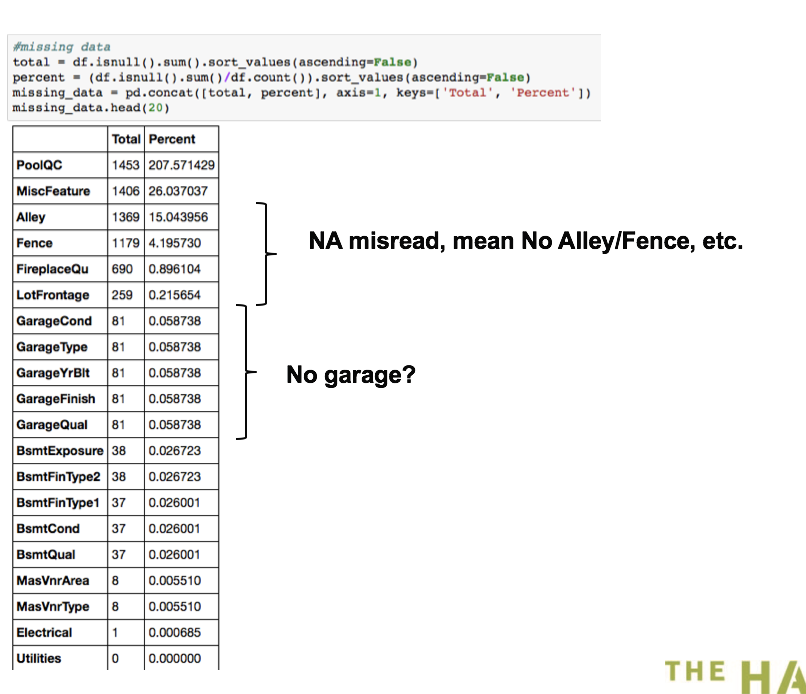 #missing data
total = df.isnull().sum().sort_values(ascending=False)
percent = (df.isnull().sum()/df.count()).sort_values(ascending=False)
missing_data = pd.concat([total, percent], axis=1, keys=['Total', 'Percent'])
missing_data.head(20)
Total Percent
PoolQC 1453 207.571429
MiscFeature 1406 26.037037
Alley 1369 15.043956
Fence 1179 4.195730
FireplaceQu 690 0.896104
LotFrontage 259 0.215654
GarageCond 81 0.058738
GarageType 81 0.058738
GarageYrBlt 81 0.058738
GarageFinish 81 0.058738
GarageQual 81 0.058738
BsmtExposure 38 0.026723
BsmtFinType2 38 0.026723
BsmtFinType1 37 0.026001
BsmtCond 37 0.026001
BsmtQual 37 0.026001
MasVnrArea 8 0.005510
MasVnrType 8 0.005510
Electrical 1 0.000685
Utilities 0 0.000000
NA misread, mean No Alley/Fence, etc.
No garage?
THE HA